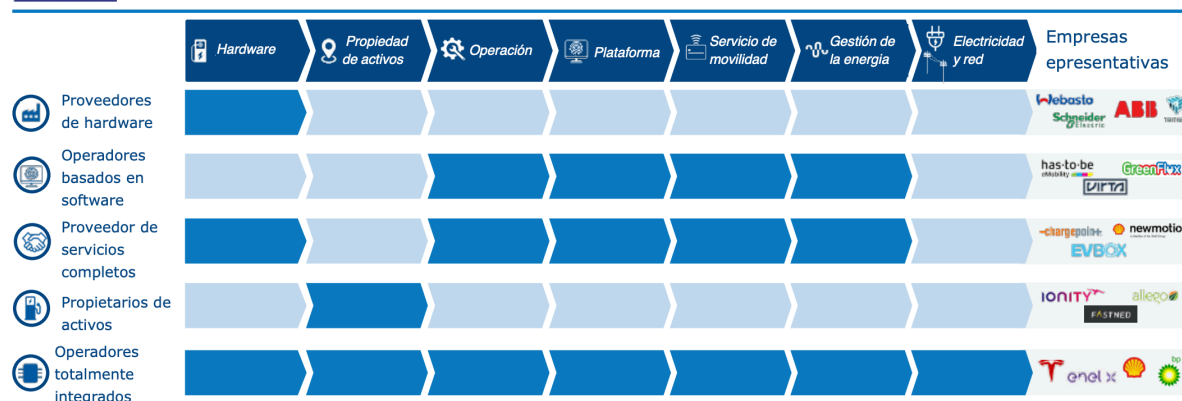 Hardware
Propiedad
de activos
Operación
Plataforma
Servicio de
movilidad
Gestión de
la energia
Electricidad
y red
Empresas
epresentativas
Proveedores
de hardware
Webasto
Schneider
Electric
ABB
Operadores
basados en
software
has·to·be
eMobility
GreenFlux
VIRTA
Proveedor de
servicios
completos
-chargepoin+.
newmotio
EVBOX
Propietarios de
activos
IONITY
allego
FASTNED
Operadores
totalmente
integrados
enel x
bp